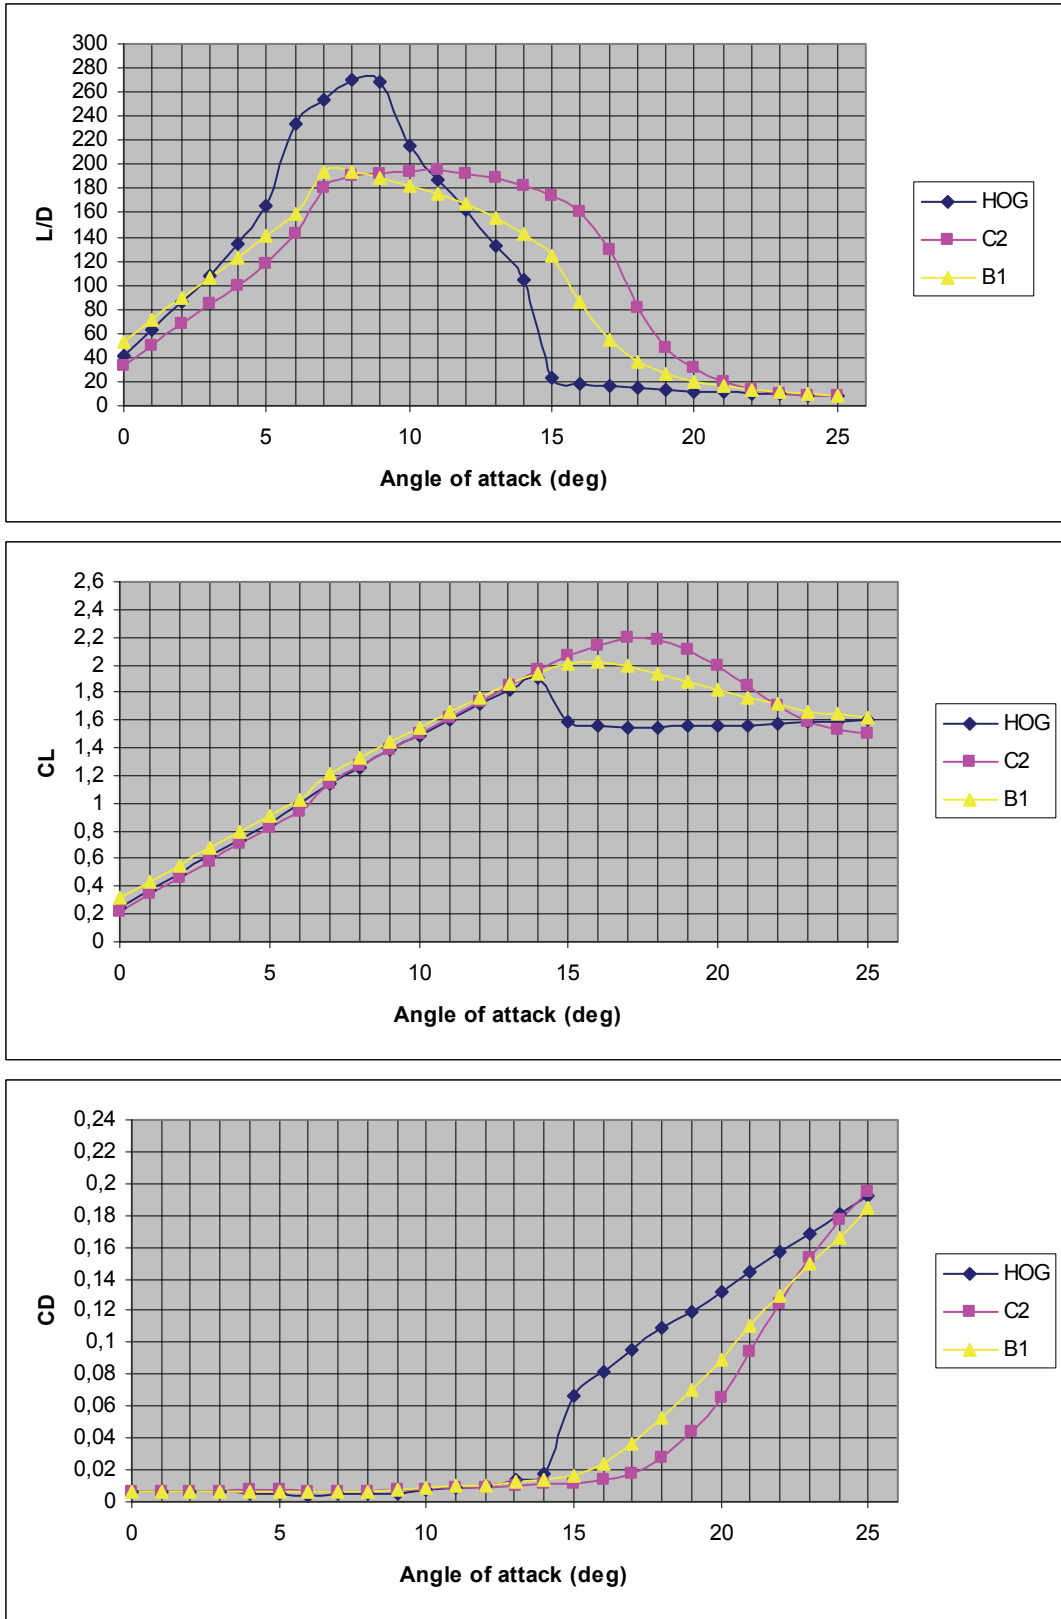 300
280
260
240
220
200
180
160
140
120
100
80
60
40
20
0
L/D
0 5 10 15 20 25
Angle of attack (deg)
HOG
C2
B1
2,6
2,4
2,2
2
1,8
1,6
1,4
1,2
1
0,8
0,6
0,4
0,2
0
CL
0 5 10 15 20 25
Angle of attack (deg)
HOG
C2
B1
0,24
0,22
0,2
0,18
0,16
0,14
0,12
0,1
0,08
0,06
0,04
0,02
0
CD
0 5 10 15 20 25
Angle of attack (deg)
HOG
C2
B1